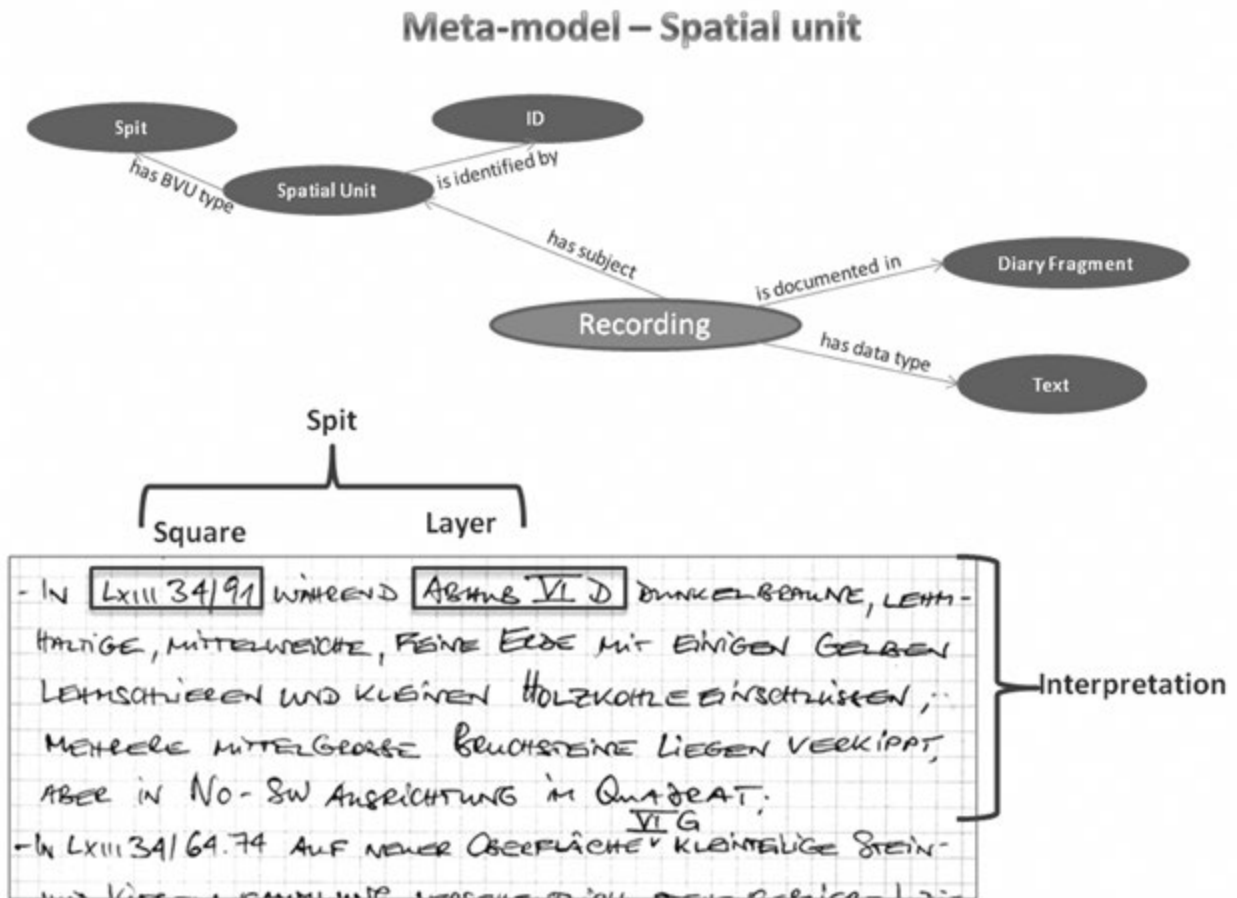 Meta-model – Spatial unit
Spit
ID
has BVU type
Spatial Unit
is identified by
has subject
is documented in
Diary Fragment
Recording
has data type
Text
Spit
Square
Layer
- IN LXIII 34/91 WÄHREND ABHUB VI D DUNKELBRAUNE, LEHM-
HALTIGE, MITTELWEICHE, FEINE ERDE MIT EINIGEN GELBEN
LEHMSCHLIEREN UND KLEINEN HOLZKOHLEEINSCHLÜSSEN;
MEHRERE MITTELGROSSE BRUCHSTEINE LIEGEN VERKIPPT,
ABER IN NO-SW AUSRICHTUNG IM QUADRAT.
VI G
- IN LXIII 34/64.74 AUF NEUER OBERFLÄCHE KLEINTEILIGE STEIN-
UND
Interpretation